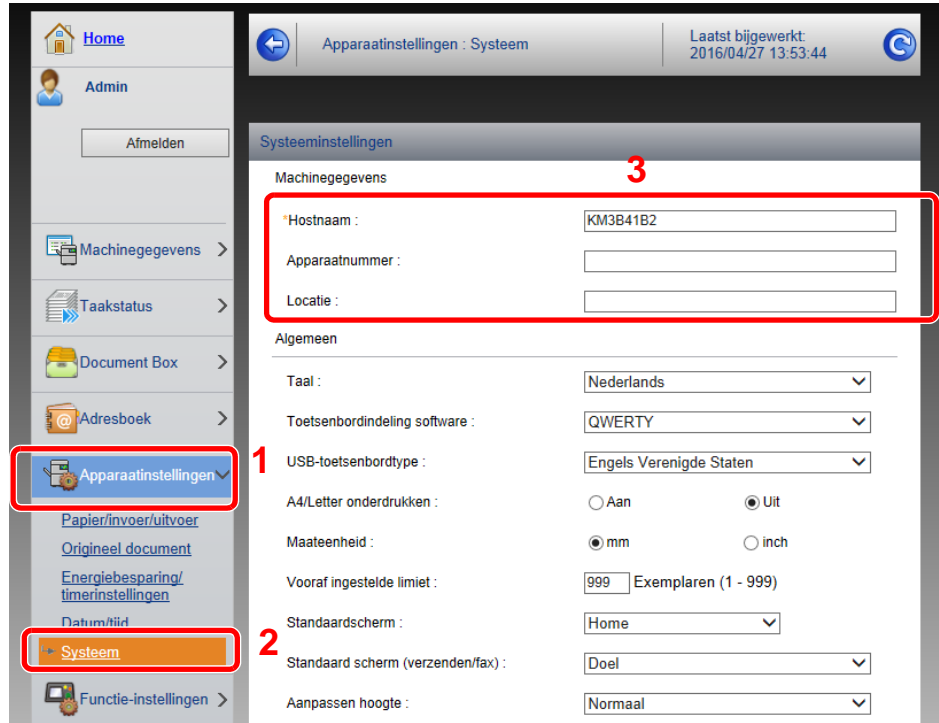 Home
Admin
Afmelden
Machinegegevens
Taakstatus
Document Box
Adresboek
1
Apparaatinstellingen
Papier/invoer/uitvoer
Origineel document
Energiebesparing/
timerinstellingen
Datum/tijd
2
Systeem
Functie-instellingen
Apparaatinstellingen : Systeem
Laatst bijgewerkt:
2016/04/27 13:53:44
Systeeminstellingen
Machinegegevens
3
*Hostnaam : KM3B41B2
Apparaatnummer :
Locatie :
Algemeen
Taal : Nederlands
Toetsenbordindeling software : QWERTY
USB-toetsenbordtype : Engels Verenigde Staten
A4/Letter onderdrukken : Aan Uit
Maateenheid : mm inch
Vooraf ingestelde limiet : 999 Exemplaren (1 - 999)
Standaardscherm : Home
Standaard scherm (verzenden/fax) : Doel
Aanpassen hoogte : Normaal